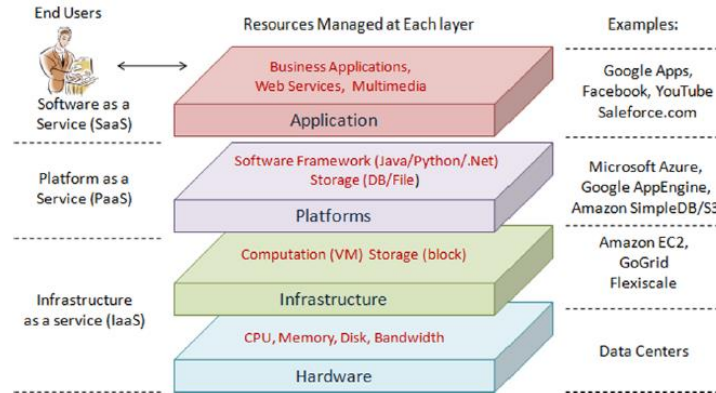 End Users
Resources Managed at Each layer
Examples:
Business Applications,
Web Services, Multimedia
Application
Software as a
Service (SaaS)
Google Apps,
Facebook, YouTube
Saleforce.com
Software Framework (Java/Python/.Net)
Storage (DB/File)
Platforms
Platform as a
Service (PaaS)
Microsoft Azure,
Google AppEngine,
Amazon SimpleDB/S3
Computation (VM) Storage (block)
Infrastructure
Amazon EC2,
GoGrid
Flexiscale
Infrastructure
as a service (IaaS)
CPU, Memory, Disk, Bandwidth
Hardware
Data Centers